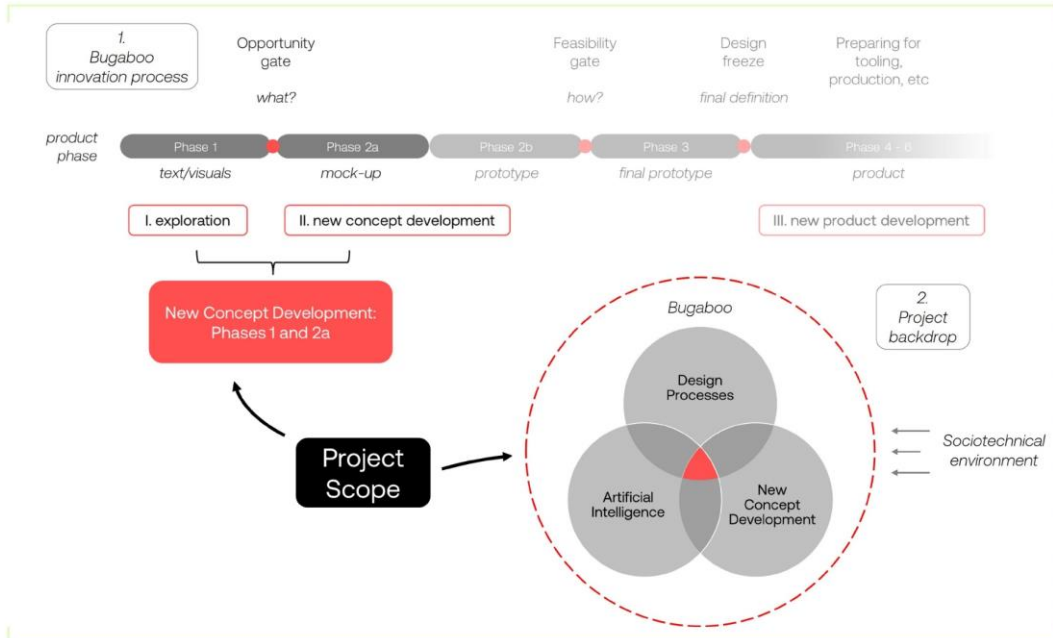 1.
Bugaboo
innovation process
Opportunity
gate
what?
Feasibility
gate
how?
Design
freeze
final definition
Preparing for
tooling,
production, etc
product
phase
Phase 1
Phase 2a
Phase 2b
Phase 3
Phase 4 - 6
text/visuals
mock-up
prototype
final prototype
product
I. exploration
II. new concept development
III. new product development
New Concept Development:
Phases 1 and 2a
Project
Scope
2.
Project
backdrop
Bugaboo
Design
Processes
Artificial
Intelligence
New
Concept
Development
Sociotechnical
environment